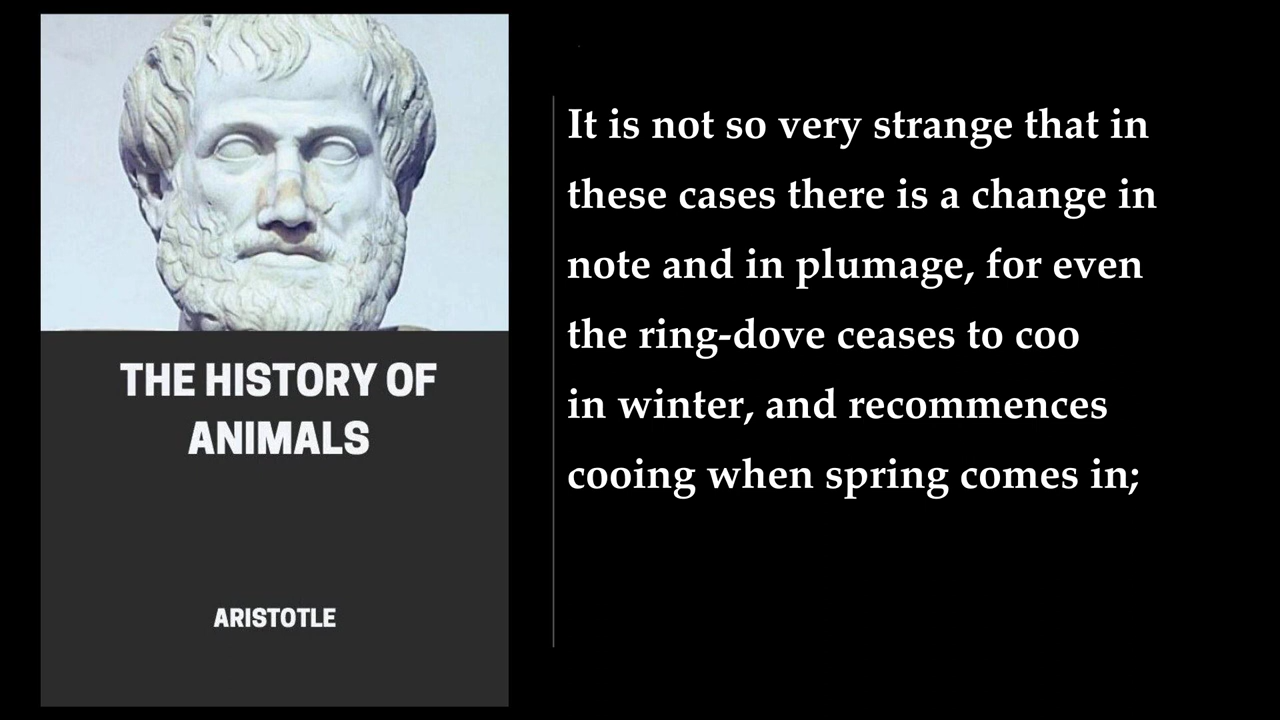 THE HISTORY OF
ANIMALS
ARISTOTLE
It is not so very strange that in
these cases there is a change in
note and in plumage, for even
the ring-dove ceases to coo
in winter, and recommences
cooing when spring comes in;